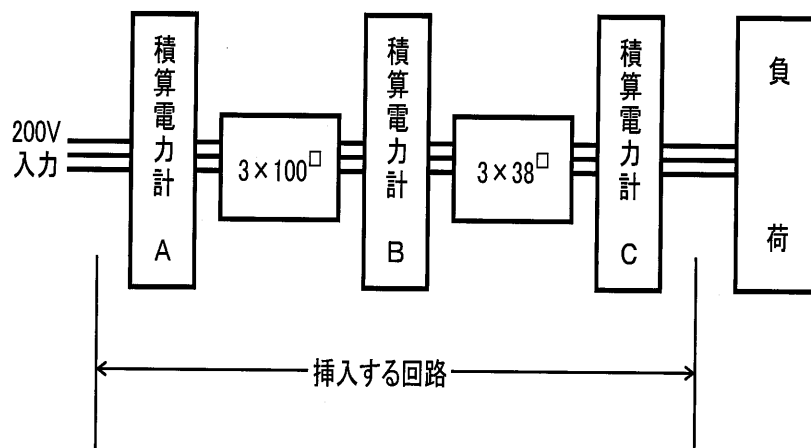 200V
入力
積算電力計
A
3×100□
積算電力計
B
3×38□
積算電力計
C
負荷
挿入する回路